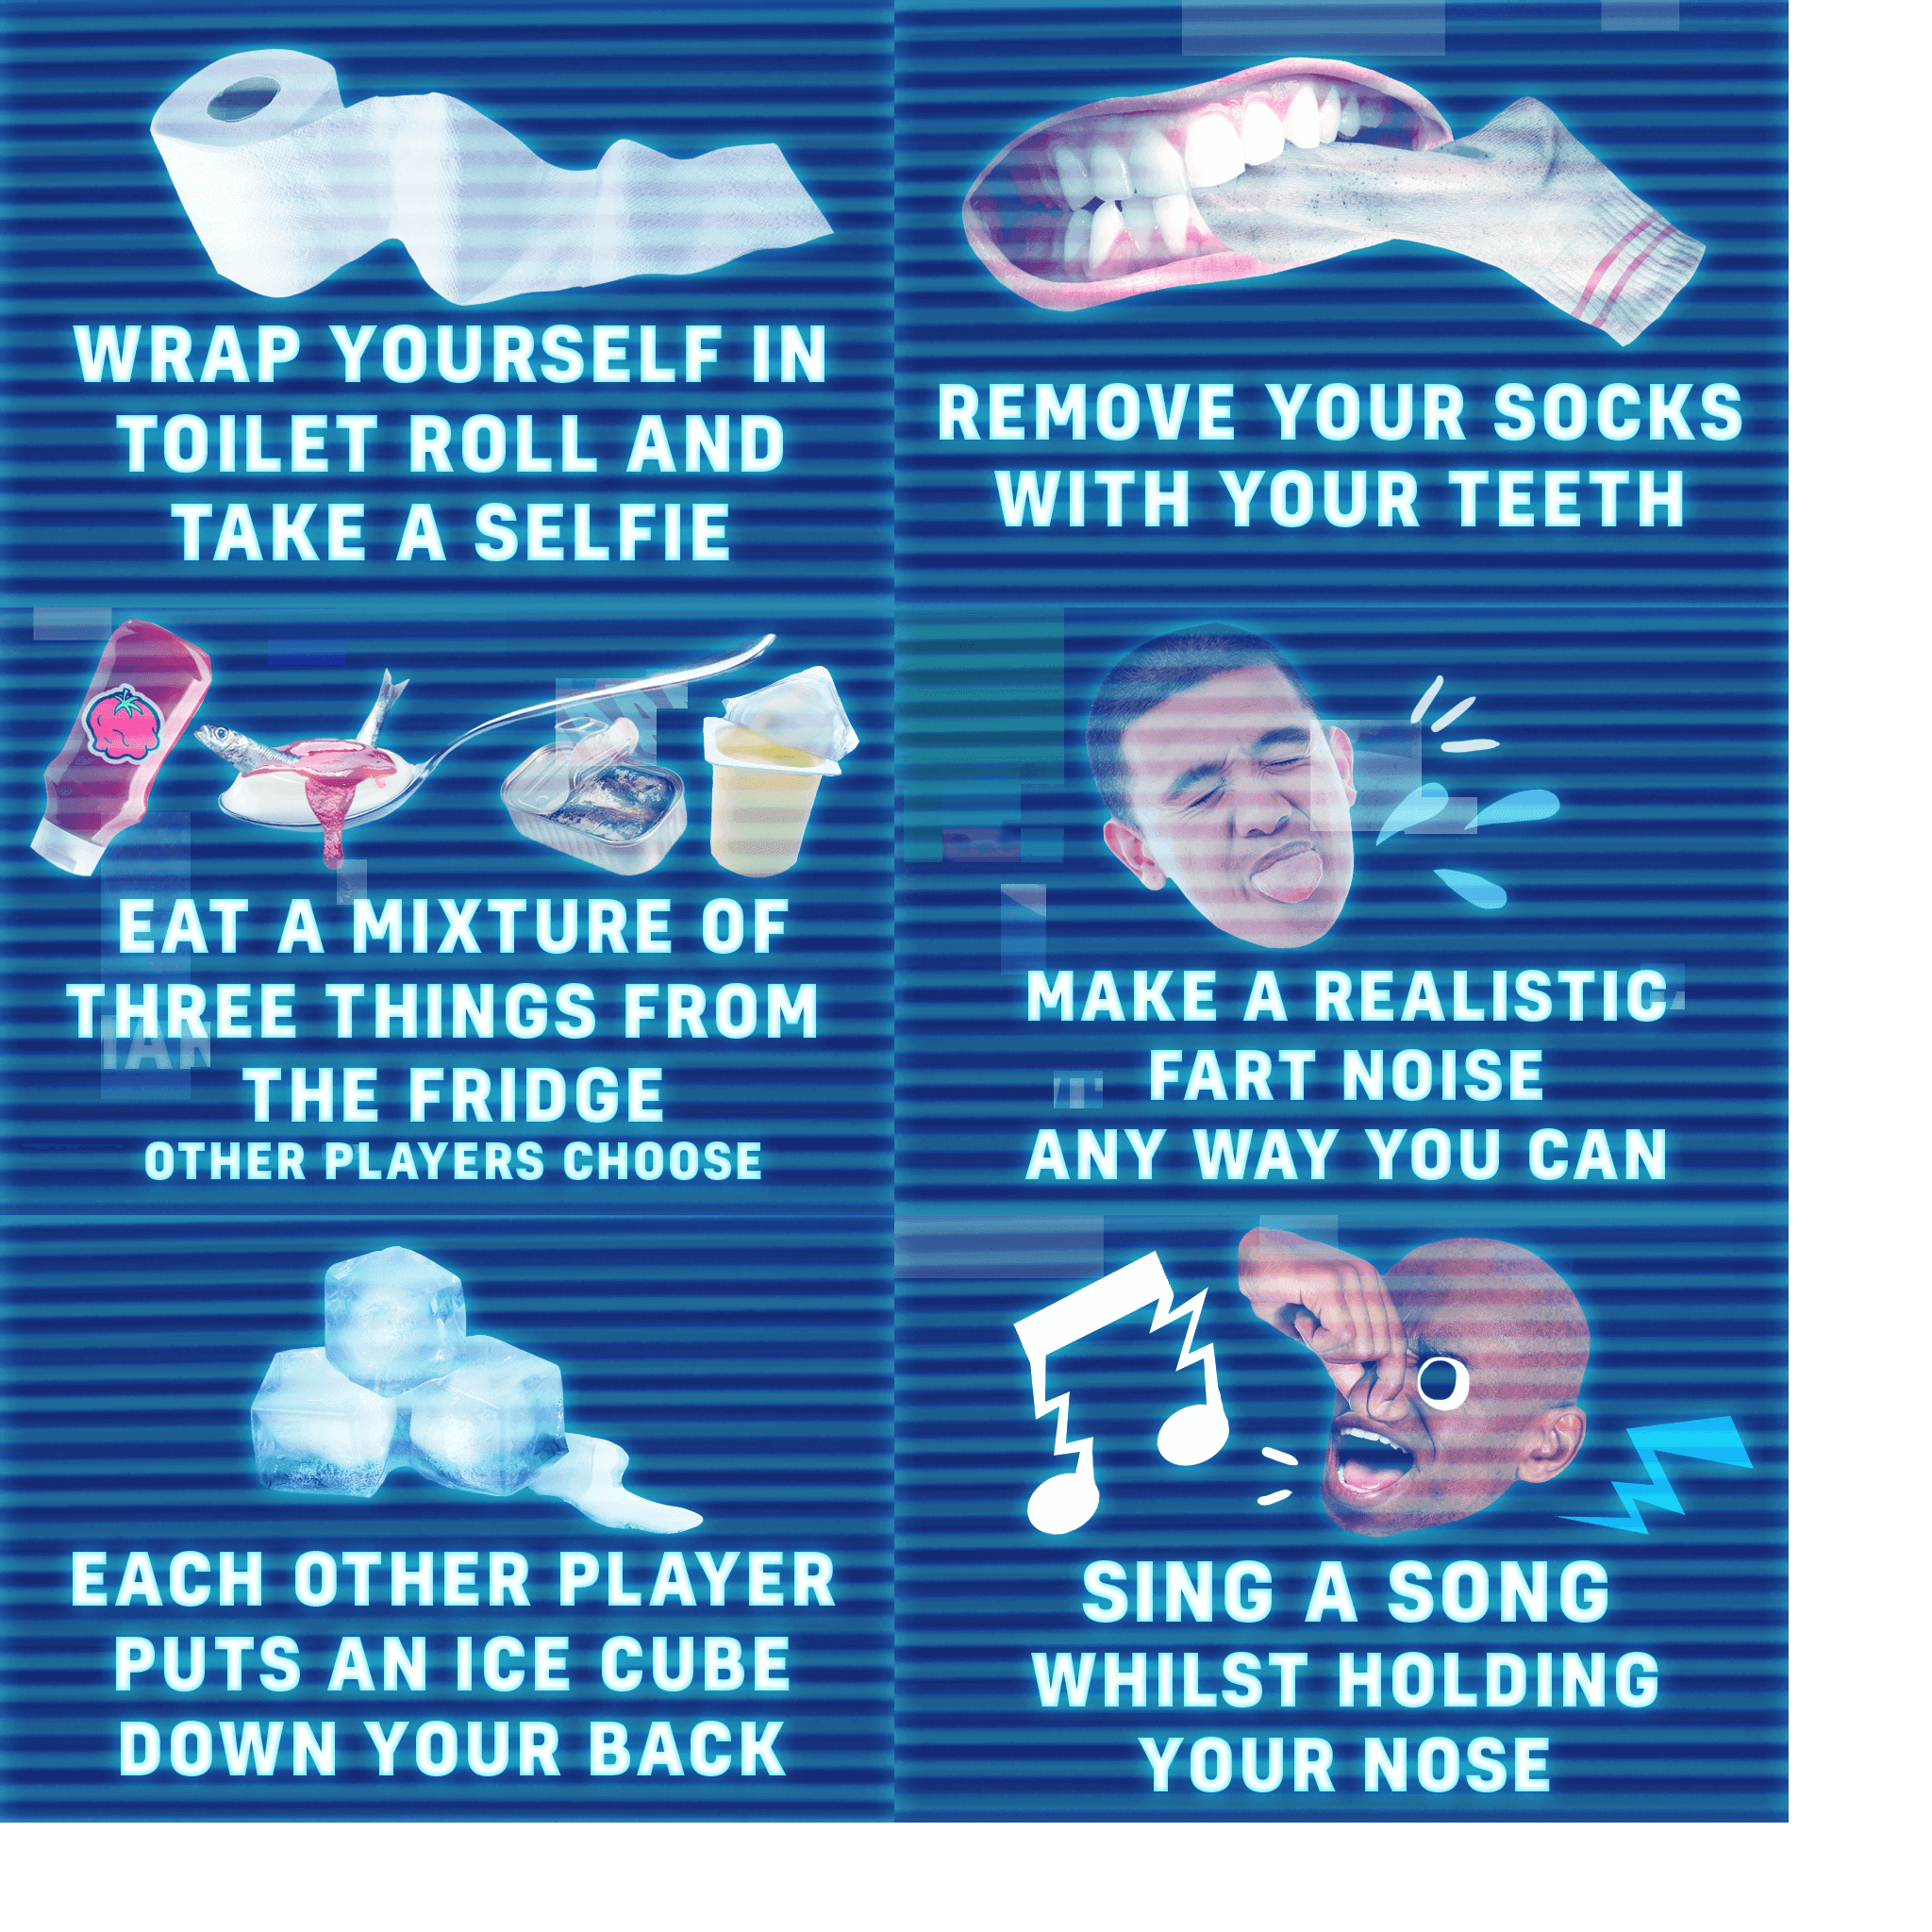 WRAP YOURSELF IN
TOILET ROLL AND
TAKE A SELFIE
REMOVE YOUR SOCKS
WITH YOUR TEETH
EAT A MIXTURE OF
THREE THINGS FROM
THE FRIDGE
OTHER PLAYERS CHOOSE
MAKE A REALISTIC
FART NOISE
ANY WAY YOU CAN
EACH OTHER PLAYER
PUTS AN ICE CUBE
DOWN YOUR BACK
SING A SONG
WHILST HOLDING
YOUR NOSE